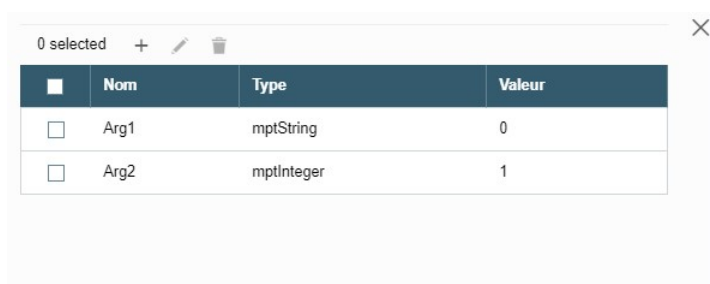 0 selected
Nom Type Valeur
Arg1 mptString 0
Arg2 mptInteger 1